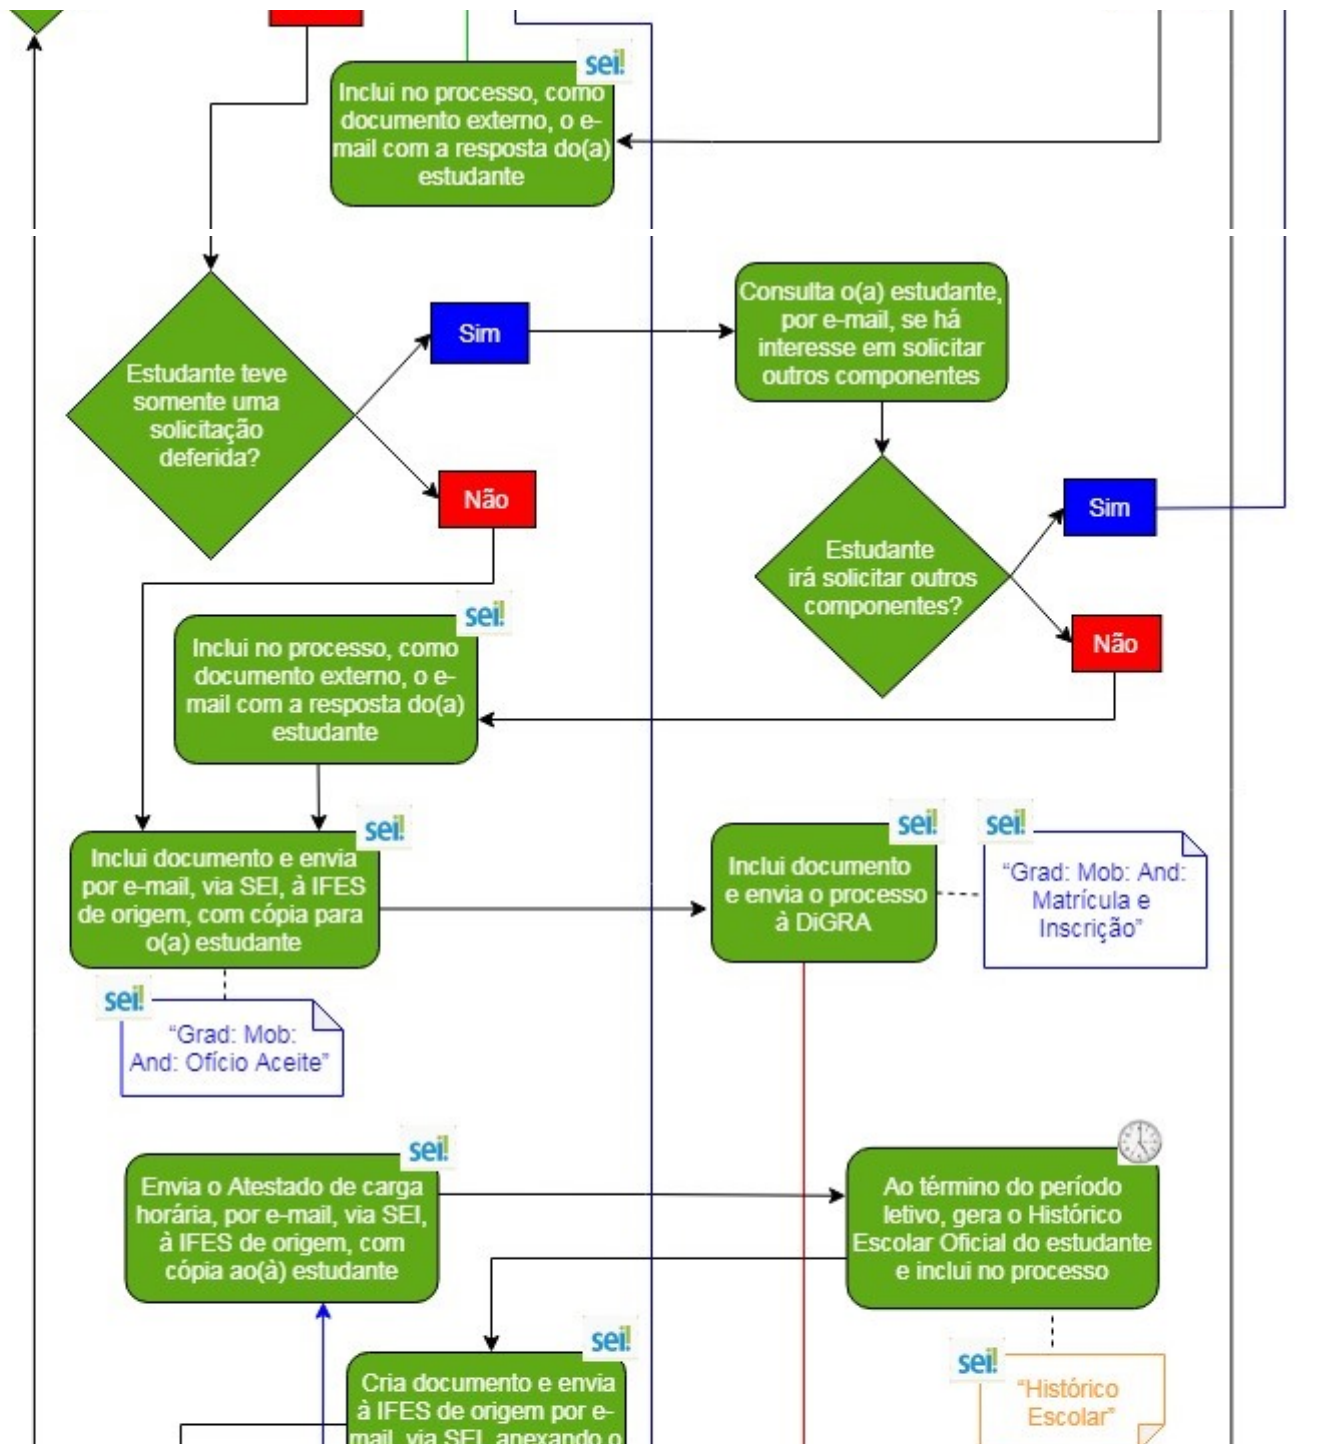 sei!
Inclui no processo, como
documento externo, o e-
mail com a resposta do(a)
estudante
Estudante teve
somente uma
solicitação
deferida?
Sim
Não
Consulta o(a) estudante,
por e-mail, se há
interesse em solicitar
outros componentes
Estudante
irá solicitar outros
componentes?
Sim
Não
sei!
Inclui no processo, como
documento externo, o e-
mail com a resposta do(a)
estudante
sei!
Inclui documento e envia
por e-mail, via SEI, à IFES
de origem, com cópia para
o(a) estudante
sei!
Inclui documento
e envia o processo
à DiGRA
sei!
“Grad: Mob: And:
Matrícula e
Inscrição”
sei!
“Grad: Mob:
And: Ofício Aceite”
sei!
Envia o Atestado de carga
horária, por e-mail, via SEI,
à IFES de origem, com
cópia ao(à) estudante
Ao término do período
letivo, gera o Histórico
Escolar Oficial do estudante
e inclui no processo
sei!
Cria documento e envia
à IFES de origem por e-
mail, via SEI, anexando o
sei!
“Histórico
Escolar”